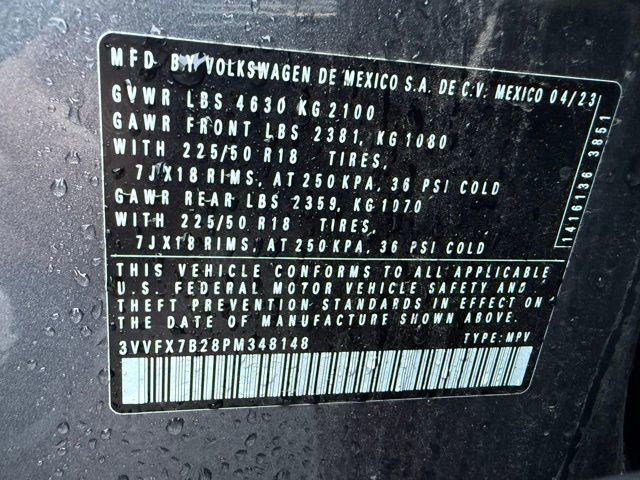 MFD BY VOLKSWAGEN DE MEXICO S.A. DE C.V. MEXICO 04/23
GVWR LBS 4630 KG 2100
GAWR FRONT LBS 2381, KG 1080
WITH 225/50 R18 TIRES,
7JX18 RIMS, AT 250 KPA, 36 PSI COLD
GAWR REAR LBS 2359, KG 1070
WITH 225/50 R18 TIRES,
7JX18 RIMS, AT 250 KPA, 36 PSI COLD
1416136 3851
THIS VEHICLE CONFORMS TO ALL APPLICABLE
U.S. FEDERAL MOTOR VEHICLE SAFETY AND
THEFT PREVENTION STANDARDS IN EFFECT ON
THE DATE OF MANUFACTURE SHOWN ABOVE.
3VVFX7B28PM348148 TYPE: MPV